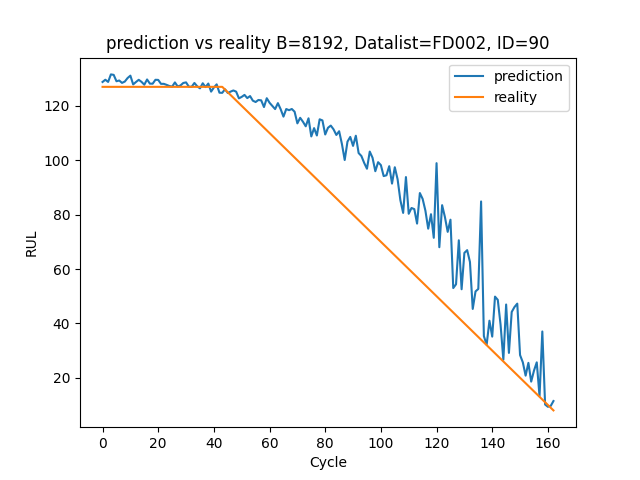 prediction vs reality B=8192, Datalist=FD002, ID=90
prediction
reality
RUL
120
100
80
60
40
20
0 20 40 60 80 100 120 140 160
Cycle